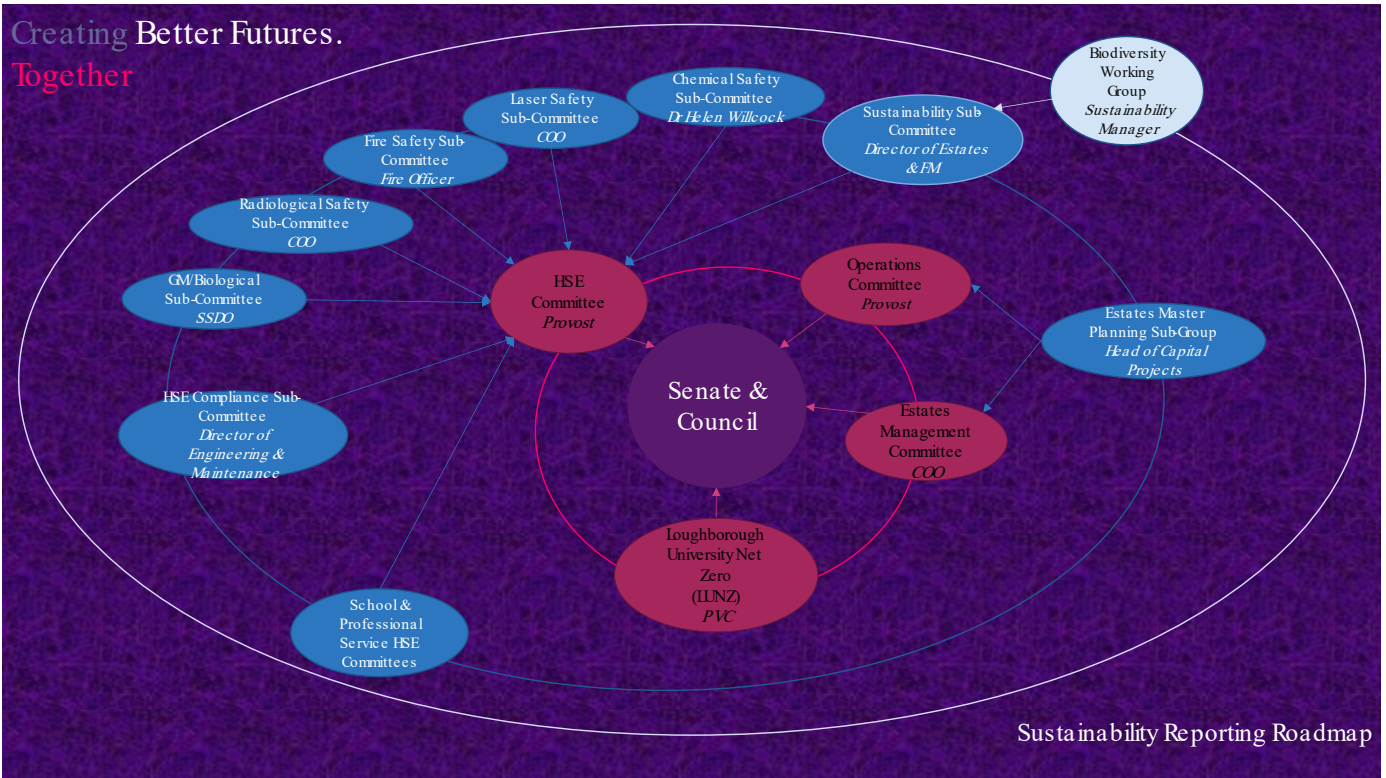 Creating Better Futures.
Together
Biodiversity
Working
Group
Sustainability
Manager
Chemical Safety
Sub-Committee
Dr Helen Willcock
Laser Safety
Sub-Committee
COO
Sustainability Sub-
Committee
Director of Estates
& FM
Fire Safety Sub-
Committee
Fire Officer
Radiological Safety
Sub-Committee
COO
GM/Biological
Sub-Committee
SSDO
HSE
Committee
Provost
Operations
Committee
Provost
Estates Master
Planning Sub-Group
Head of Capital
Projects
Senate &
Council
HSE Compliance Sub-
Committee
Director of
Engineering &
Maintenance
Estates
Management
Committee
COO
Loughborough
University Net
Zero
(LUNZ)
PVC
School &
Professional
Service HSE
Committees
Sustainability Reporting Roadmap